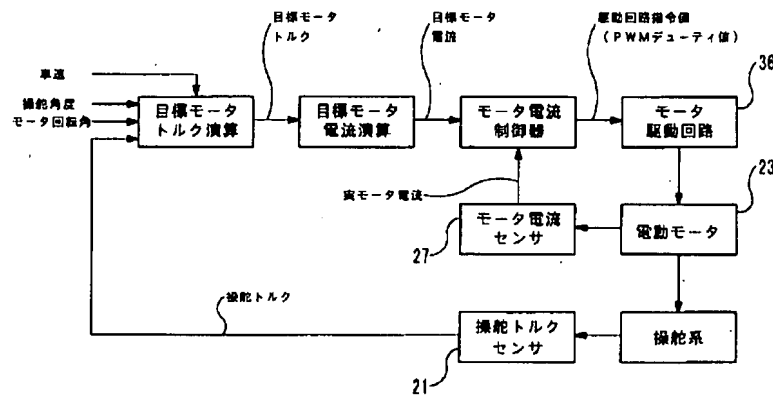 目標モータ
トルク
目標モータ
電流
駆動回路指令値
(PWMデューティ値)
車速
操舵角度
モータ回転角
目標モータ
トルク演算
目標モータ
電流演算
モータ電流
制御器
モータ
駆動回路
36
実モータ電流
モータ電流
センサ
27
電動モータ
23
操舵トルク
操舵トルク
センサ
21
操舵系